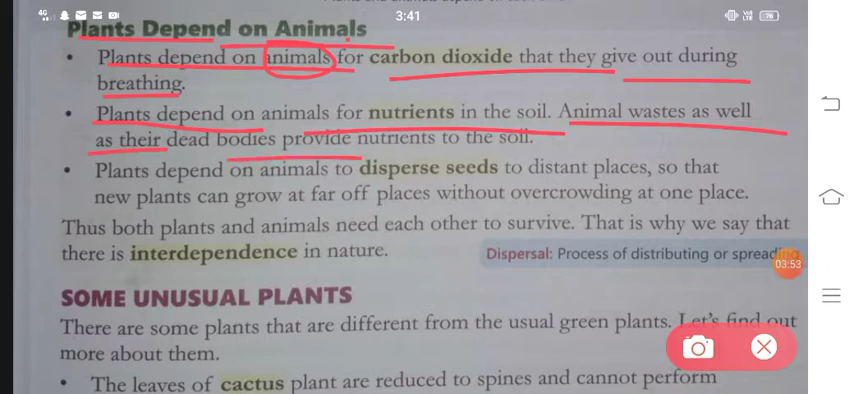 4G 3:41 VoLTE 76
Plants Depend on Animals
• Plants depend on animals for carbon dioxide that they give out during
breathing.
• Plants depend on animals for nutrients in the soil. Animal wastes as well
as their dead bodies provide nutrients to the soil.
• Plants depend on animals to disperse seeds to distant places, so that
new plants can grow at far off places without overcrowding at one place.
Thus both plants and animals need each other to survive. That is why we say that
there is interdependence in nature.
Dispersal: Process of distributing or spreading
03:53
SOME UNUSUAL PLANTS
There are some plants that are different from the usual green plants. Let's find out
more about them.
• The leaves of cactus plant are reduced to spines and cannot perform